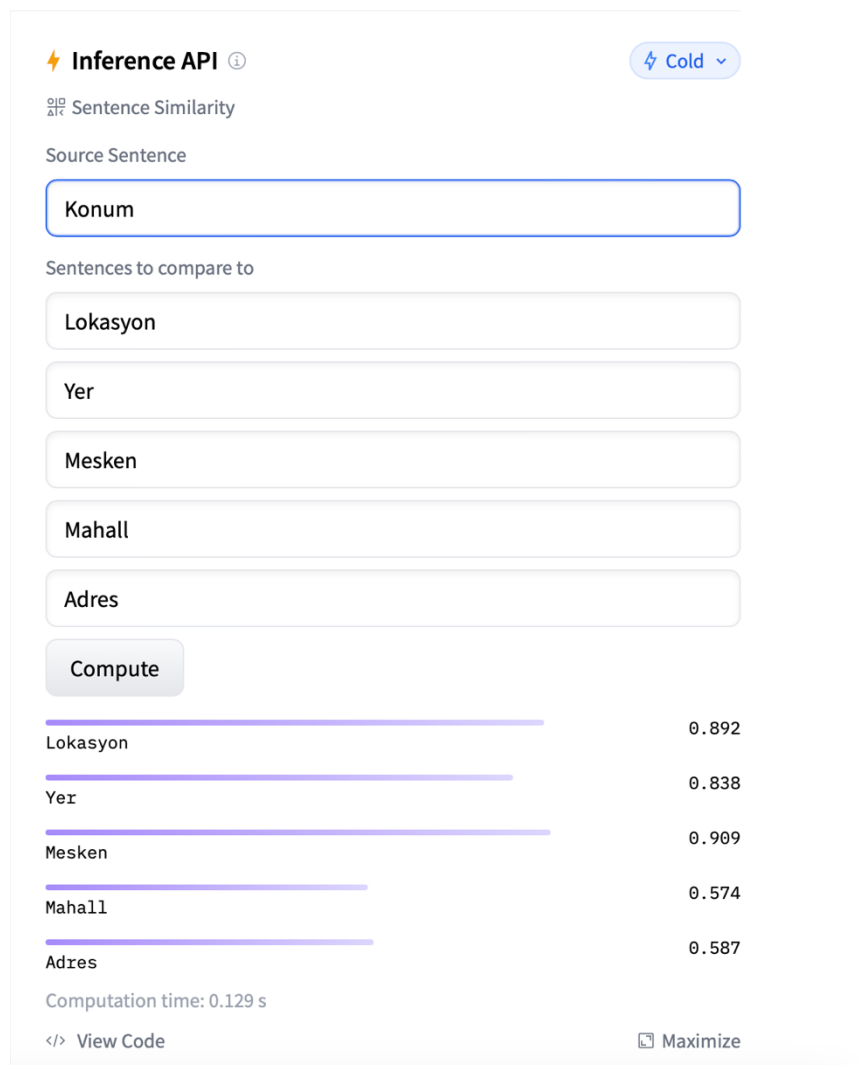 Inference API
Cold
Sentence Similarity
Source Sentence
Konum
Sentences to compare to
Lokasyon
Yer
Mesken
Mahall
Adres
Compute
0.892
Lokasyon
0.838
Yer
0.909
Mesken
0.574
Mahall
0.587
Adres
Computation time: 0.129 s
</> View Code
Maximize